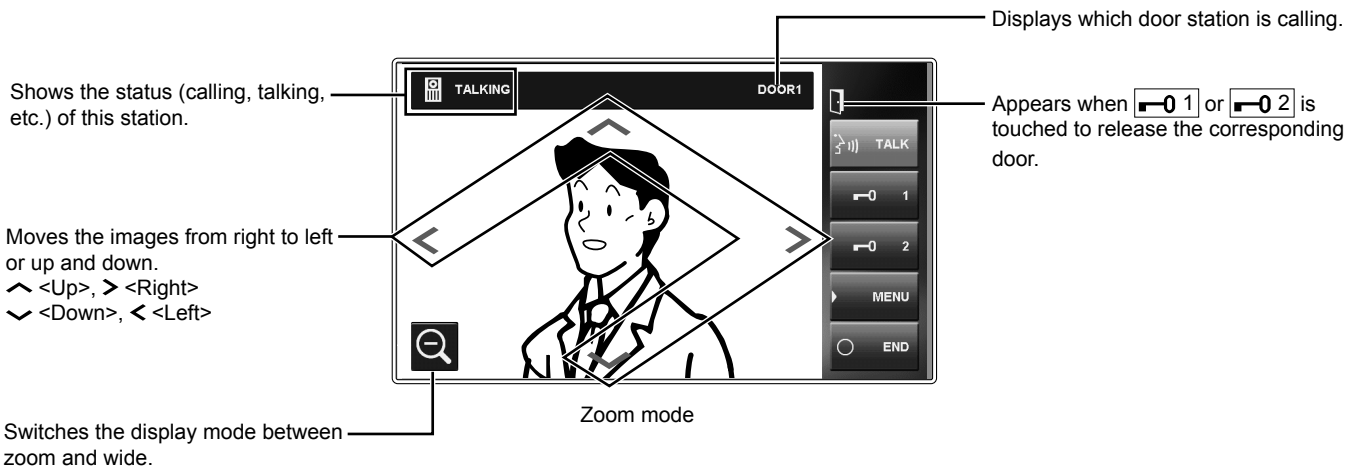 Displays which door station is calling.
Shows the status (calling, talking,
etc.) of this station.
TALKING
DOOR1
Appears when 1 or 2 is
touched to release the corresponding
door.
TALK
1
2
MENU
END
Moves the images from right to left
or up and down.
<Up>, <Right>
<Down>, <Left>
Zoom mode
Switches the display mode between
zoom and wide.